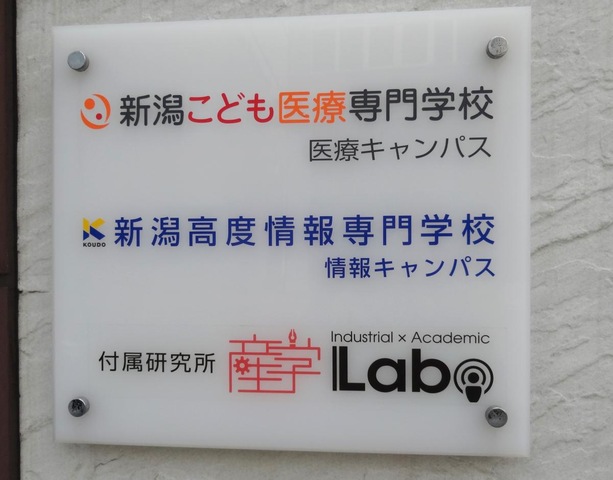 新潟こども医療専門学校
医療キャンパス
KOUDO 新潟高度情報専門学校
情報キャンパス
付属研究所 産学 Industrial × Academic
Labo